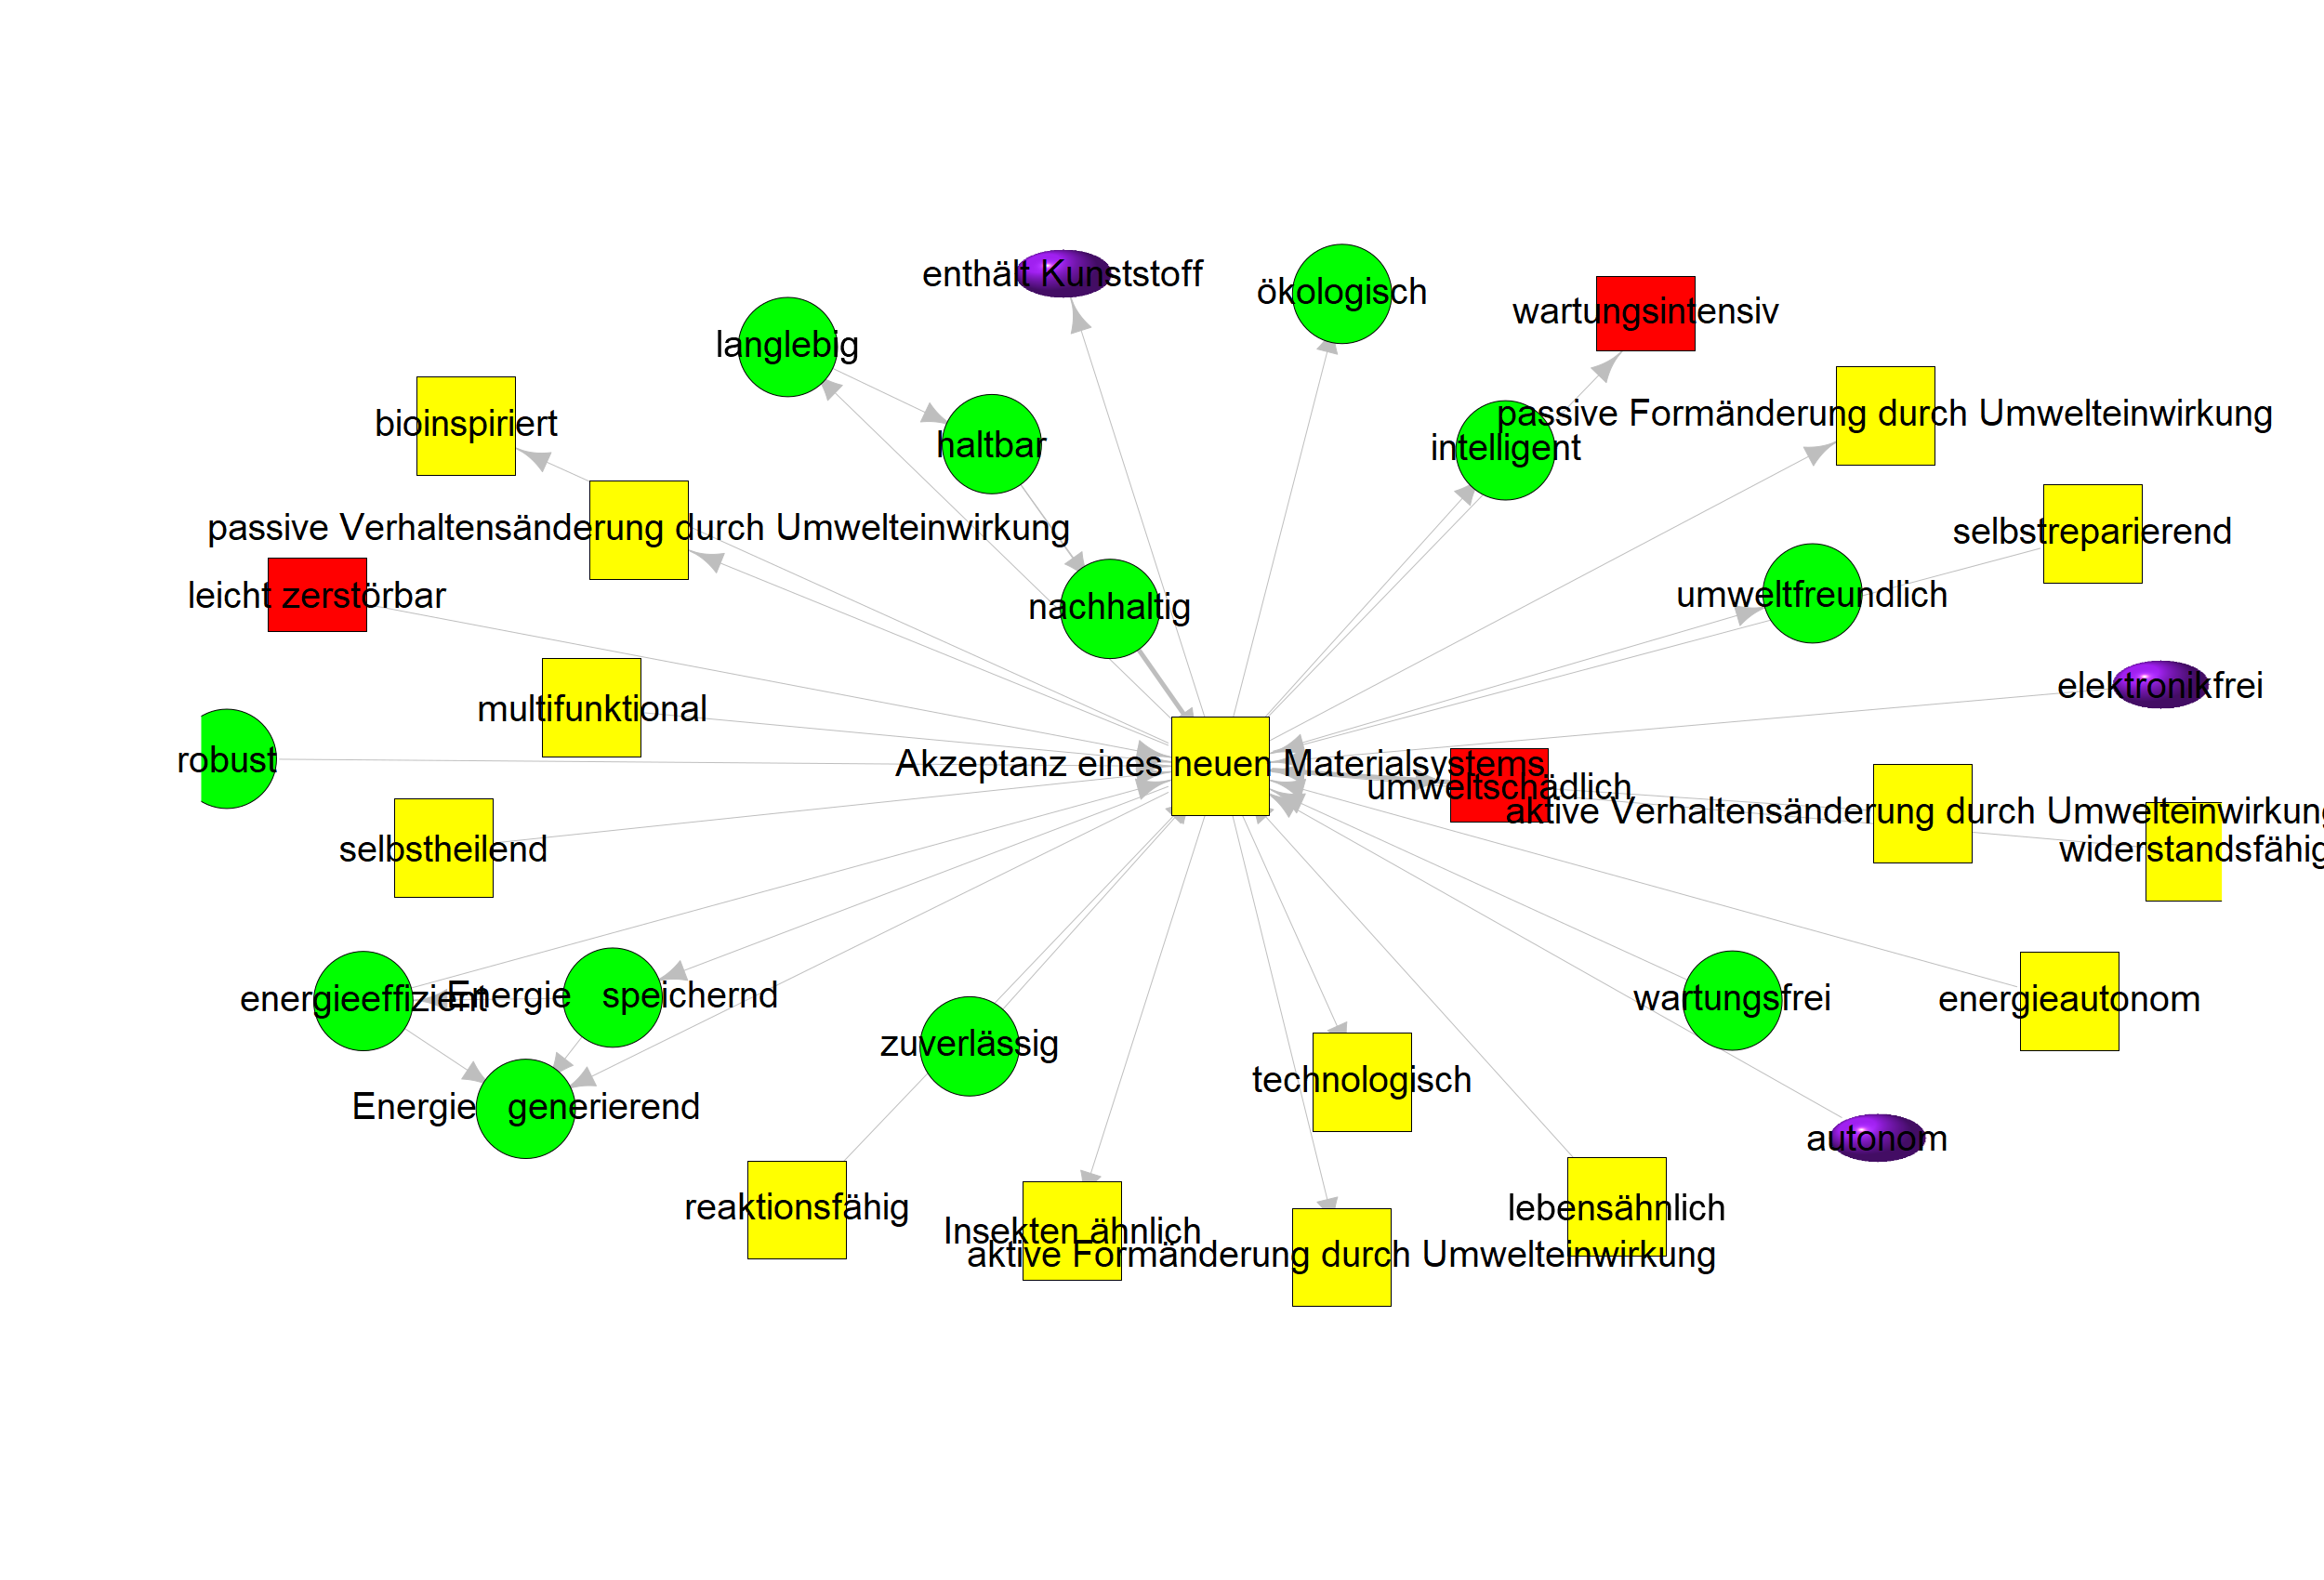 enthält Kunststoff
ökologisch
wartungsintensiv
langlebig
passive Formänderung durch Umwelteinwirkung
bioinspiriert
haltbar
intelligent
passive Verhaltensänderung durch Umwelteinwirkung
selbstreparierend
leicht zerstörbar
umweltfreundlich
nachhaltig
elektronikfrei
multifunktional
robust
Akzeptanz eines neuen Materialsystems
umweltschädlich
aktive Verhaltensänderung durch Umwelteinwirkung
selbstheilend
widerstandsfähig
energieeffizient
Energie speichernd
wartungsfrei
energieautonom
zuverlässig
technologisch
Energie generierend
autonom
reaktionsfähig
lebensähnlich
Insekten ähnlich
aktive Formänderung durch Umwelteinwirkung